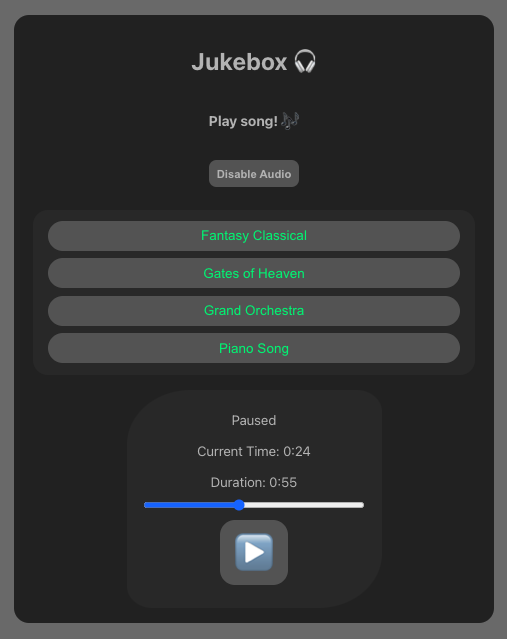 Jukebox 🎧
Play song!🎶
Disable Audio
Fantasy Classical
Gates of Heaven
Grand Orchestra
Piano Song
Paused
Current Time: 0:24
Duration: 0:55